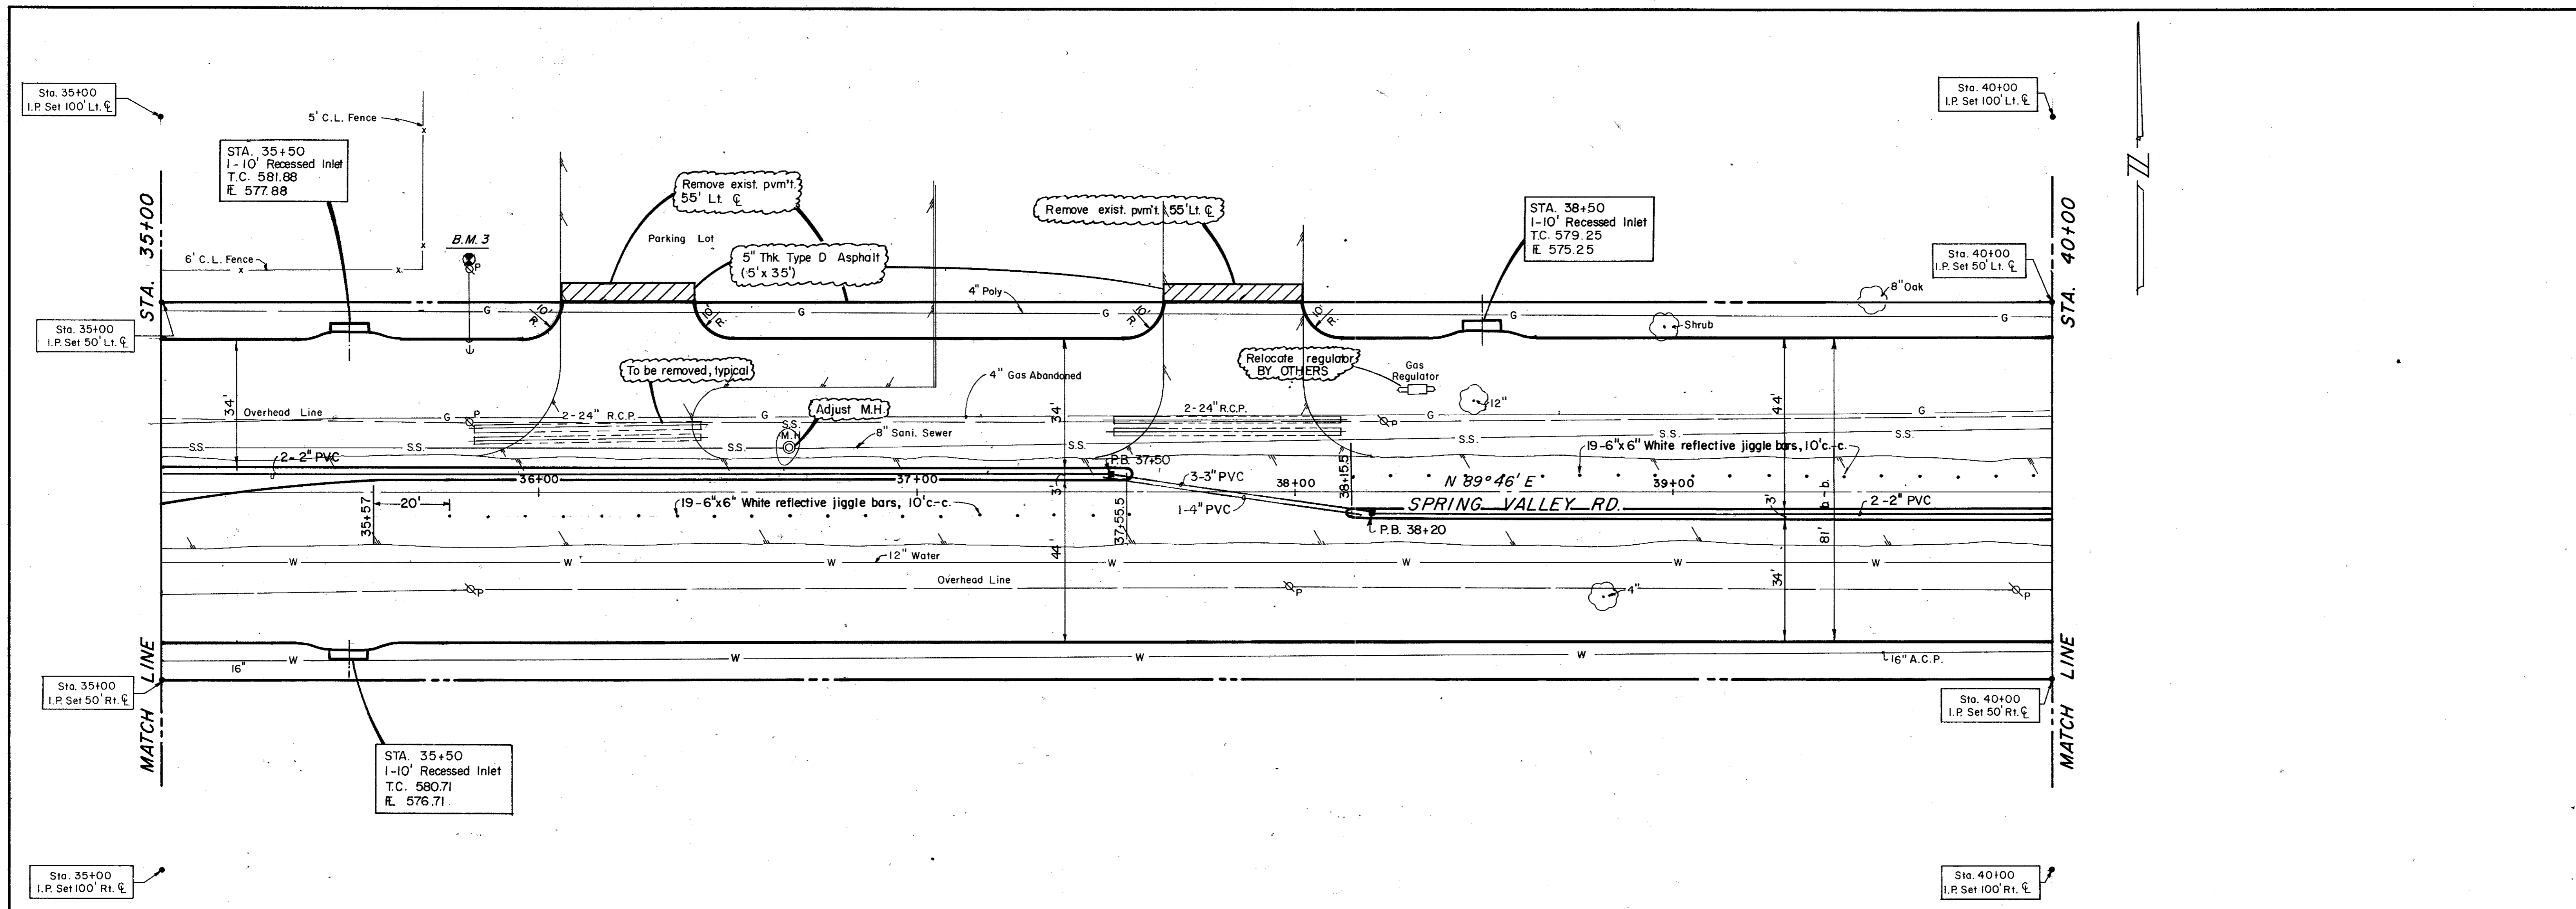 Sta. 35+00
I.P. Set 100' Lt. ℄
Sta. 40+00
I.P. Set 100' Lt. ℄
5' C.L. Fence
STA. 35+50
1-10' Recessed Inlet
T.C. 581.88
FL 577.88
STA. 35+00
6' C.L. Fence
B.M. 3
P
Remove exist. pvm't.
55' Lt. ℄
Parking Lot
5" Thk. Type D Asphalt
(5' x 35')
Remove exist. pvm't. 55' Lt. ℄
STA. 38+50
1-10' Recessed Inlet
T.C. 579.25
FL 575.25
Sta. 40+00
I.P. Set 50' Lt. ℄
STA. 40+00
N
8" Oak
4" Poly
G G G G G
10' R.
10' R.
10' R.
10' R.
Shrub
Sta. 35+00
I.P. Set 50' Lt. ℄
To be removed, typical
4" Gas Abandoned
Relocate regulator
BY OTHERS
Gas
Regulator
12"
34'
Overhead Line
G
P
2-24" R.C.P.
G
Adjust M.H.
34'
2-24" R.C.P.
P
G
G
44'
S.S.
M.H.
8" Sani. Sewer
S.S. S.S. S.S. S.S. S.S. S.S. S.S.
2-2" PVC
P.B. 37+50
19-6"x6" White reflective jiggle bars, 10'c.-c.
36+00
37+00
3'
3-3" PVC
38+00
38+15.5
N 89°46' E
39+00
35+57
20'
19-6"x6" White reflective jiggle bars, 10'c.-c.
37+55.5
1-4" PVC
SPRING VALLEY RD.
3'
2-2" PVC
P.B. 38+20
81' b-b
12" Water
W W W W W W W
44'
34'
Overhead Line
P
P
P
4"
16"
W W W W
16" A.C.P.
MATCH LINE
MATCH LINE
Sta. 35+00
I.P. Set 50' Rt. ℄
Sta. 40+00
I.P. Set 50' Rt. ℄
STA. 35+50
1-10' Recessed Inlet
T.C. 580.71
FL 576.71
Sta. 35+00
I.P. Set 100' Rt. ℄
Sta. 40+00
I.P. Set 100' Rt. ℄